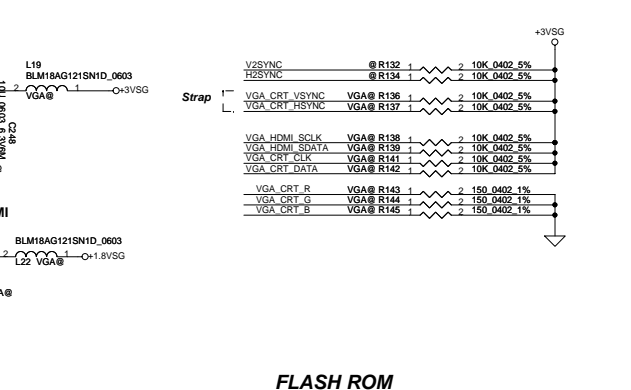 +3VSG
L19
BLM18AG121SN1D_0603
2 1
VGA@
+3VSG
C248
V2SYNC @ R132 1 2 10K_0402_5%
H2SYNC @ R134 1 2 10K_0402_5%
Strap
VGA_CRT_VSYNC VGA@ R136 1 2 10K_0402_5%
VGA_CRT_HSYNC VGA@ R137 1 2 10K_0402_5%
VGA_HDMI_SCLK VGA@ R138 1 2 10K_0402_5%
VGA_HDMI_SDATA VGA@ R139 1 2 10K_0402_5%
VGA_CRT_CLK VGA@ R141 1 2 10K_0402_5%
VGA_CRT_DATA VGA@ R142 1 2 10K_0402_5%
VGA_CRT_R VGA@ R143 1 2 150_0402_1%
VGA_CRT_G VGA@ R144 1 2 150_0402_1%
VGA_CRT_B VGA@ R145 1 2 150_0402_1%
MI
BLM18AG121SN1D_0603
2 1
L22 VGA@
+1.8VSG
A@
FLASH ROM